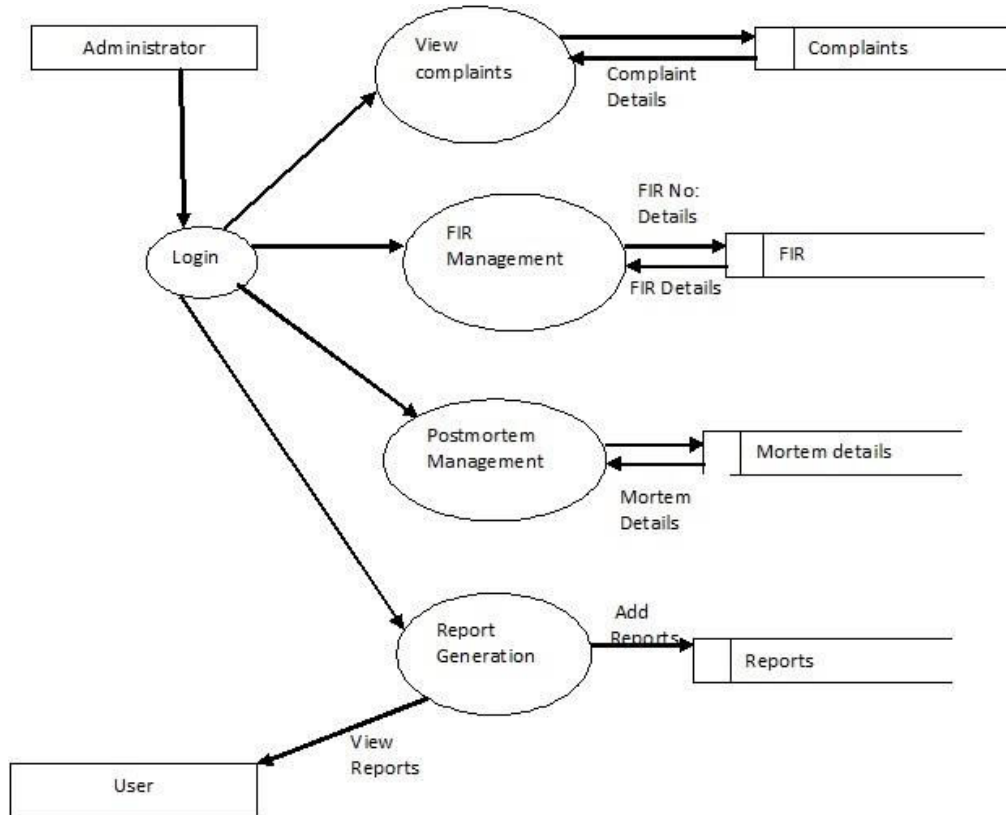 Administrator
View
complaints
Complaints
Complaint
Details
FIR No:
Details
Login
FIR
Management
FIR
FIR Details
Postmortem
Management
Mortem details
Mortem
Details
Report
Generation
Add
Reports
Reports
View
Reports
User